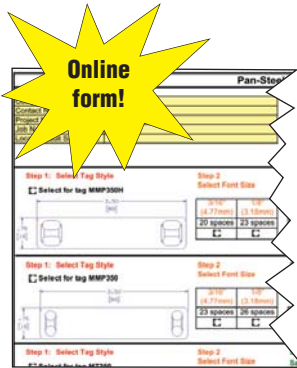 Online
form!
Pan-Steel
Contact
Project
Job N
Step 1: Select Tag Style
Step 2
Select Font Size
Select for tag MMP350H
3/16" 1/8"
(4.77mm) (3.18mm)
20 spaces 23 spaces
Step 1: Select Tag Style
Step 2
Select Font Size
Select for tag MMP350
3/16" 1/8"
(4.77mm) (3.18mm)
23 spaces 26 spaces
Step 1: Select Tag Style
Step 2
Select Font Size